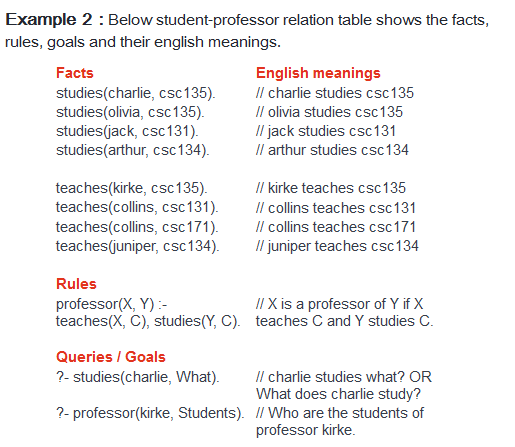 Example 2 : Below student-professor relation table shows the facts,
rules, goals and their english meanings.
Facts English meanings
studies(charlie, csc135). // charlie studies csc135
studies(olivia, csc135). // olivia studies csc135
studies(jack, csc131). // jack studies csc131
studies(arthur, csc134). // arthur studies csc134
teaches(kirke, csc135). // kirke teaches csc135
teaches(collins, csc131). // collins teaches csc131
teaches(collins, csc171). // collins teaches csc171
teaches(juniper, csc134). // juniper teaches csc134
Rules
professor(X, Y) :- // X is a professor of Y if X
teaches(X, C), studies(Y, C). teaches C and Y studies C.
Queries / Goals
?- studies(charlie, What). // charlie studies what? OR
What does charlie study?
?- professor(kirke, Students). // Who are the students of
professor kirke.